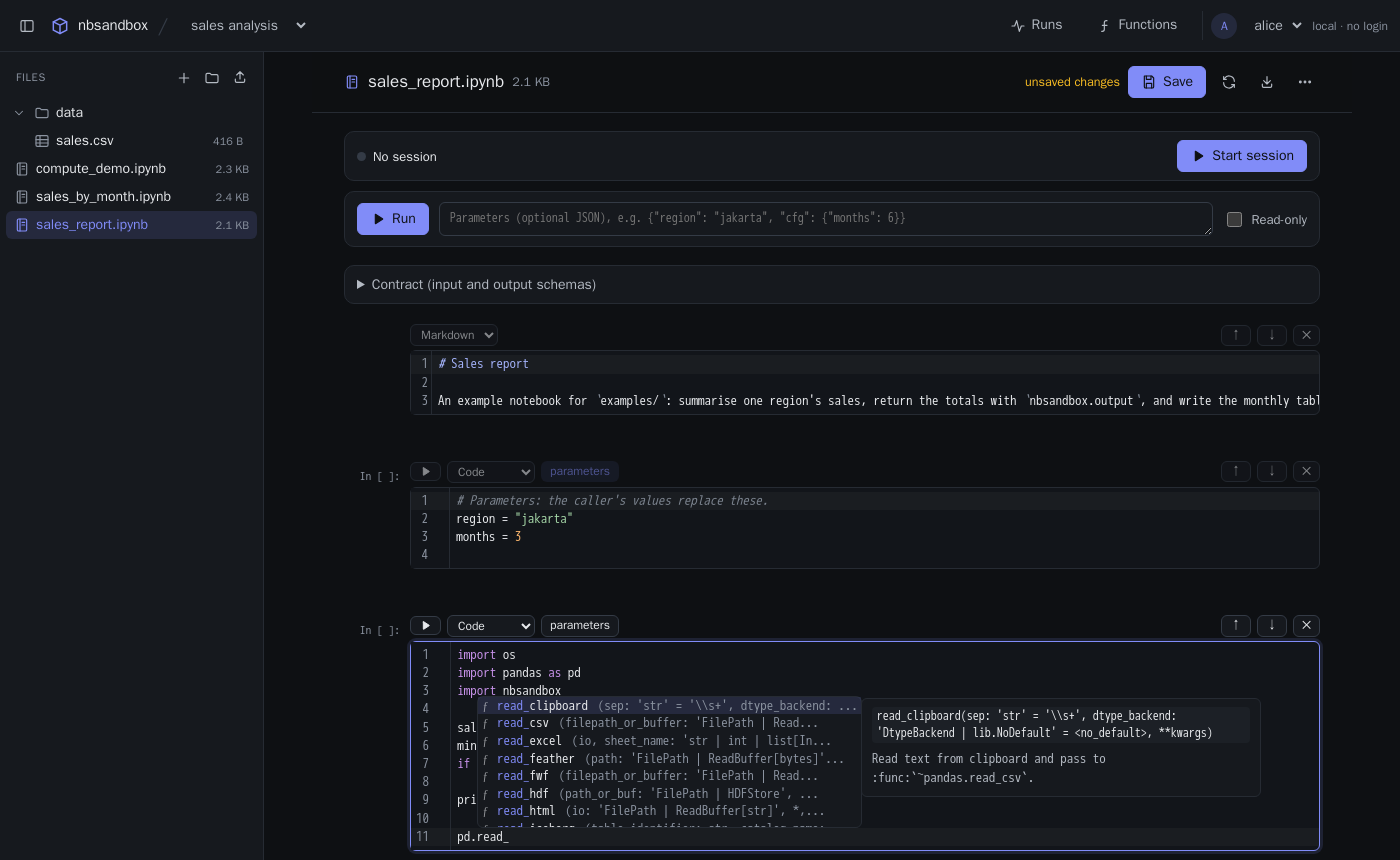 nbsandbox / sales analysis Runs Functions A alice local · no login
FILES
data
sales.csv 416 B
compute_demo.ipynb 2.3 KB
sales_by_month.ipynb 2.4 KB
sales_report.ipynb 2.1 KB
sales_report.ipynb 2.1 KB unsaved changes Save
No session Start session
Run Parameters (optional JSON), e.g. {"region": "jakarta", "cfg": {"months": 6}} Read-only
Contract (input and output schemas)
Markdown ↑ ↓ ×
1 # Sales report
2
3 An example notebook for `examples/`: summarise one region's sales, return the totals with `nbsandbox.output`, and write the monthly tabl
In [ ]: Code parameters ↑ ↓ ×
1 # Parameters: the caller's values replace these.
2 region = "jakarta"
3 months = 3
4
In [ ]: Code parameters ↑ ↓ ×
1 import os
2 import pandas as pd
3 import nbsandbox
4
5 sal
6 min
7 if
8
9 pri
10
11 pd.read_
ƒ read_clipboard (sep: 'str' = '\\s+', dtype_backend: ...
ƒ read_csv (filepath_or_buffer: 'FilePath | Read...
ƒ read_excel (io, sheet_name: 'str | int | list[In...
ƒ read_feather (path: 'FilePath | ReadBuffer[bytes]'...
ƒ read_fwf (filepath_or_buffer: 'FilePath | Read...
ƒ read_hdf (path_or_buf: 'FilePath | HDFStore', ...
ƒ read_html (io: 'FilePath | ReadBuffer[str]', *,...
read_clipboard(sep: 'str' = '\\s+', dtype_backend:
'DtypeBackend | lib.NoDefault' = <no_default>, **kwargs)
Read text from clipboard and pass to
:func:`~pandas.read_csv`.